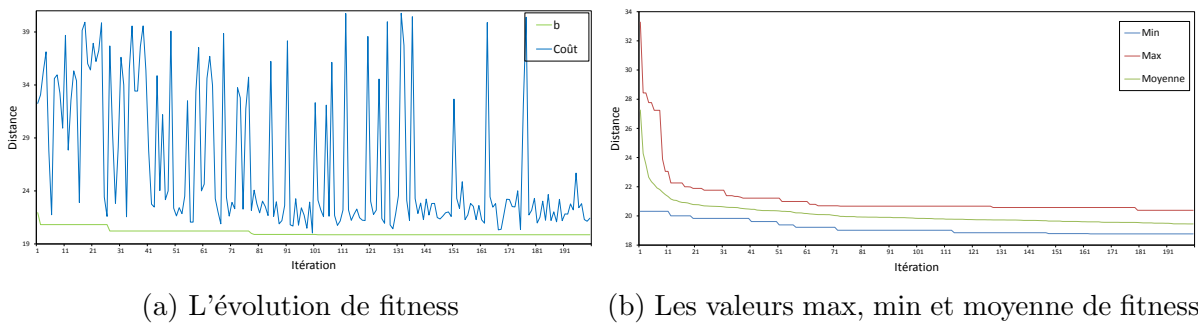 39
34
29
24
19
Distance
b
Coût
1 11 21 31 41 51 61 71 81 91 101 111 121 131 141 151 161 171 181 191
Itération
(a) L'évolution de fitness
34
32
30
28
26
24
22
20
18
Distance
Min
Max
Moyenne
1 11 21 31 41 51 61 71 81 91 101 111 121 131 141 151 161 171 181 191
Itération
(b) Les valeurs max, min et moyenne de fitness